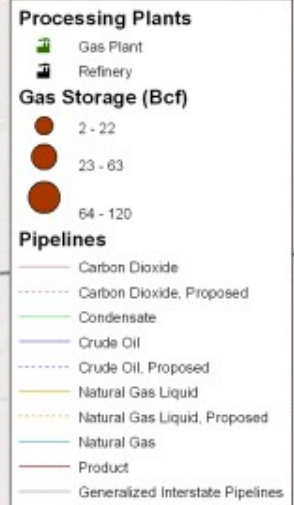 Processing Plants
Gas Plant
Refinery
Gas Storage (Bcf)
2 - 22
23 - 63
64 - 120
Pipelines
Carbon Dioxide
Carbon Dioxide, Proposed
Condensate
Crude Oil
Crude Oil, Proposed
Natural Gas Liquid
Natural Gas Liquid, Proposed
Natural Gas
Product
Generalized Interstate Pipelines